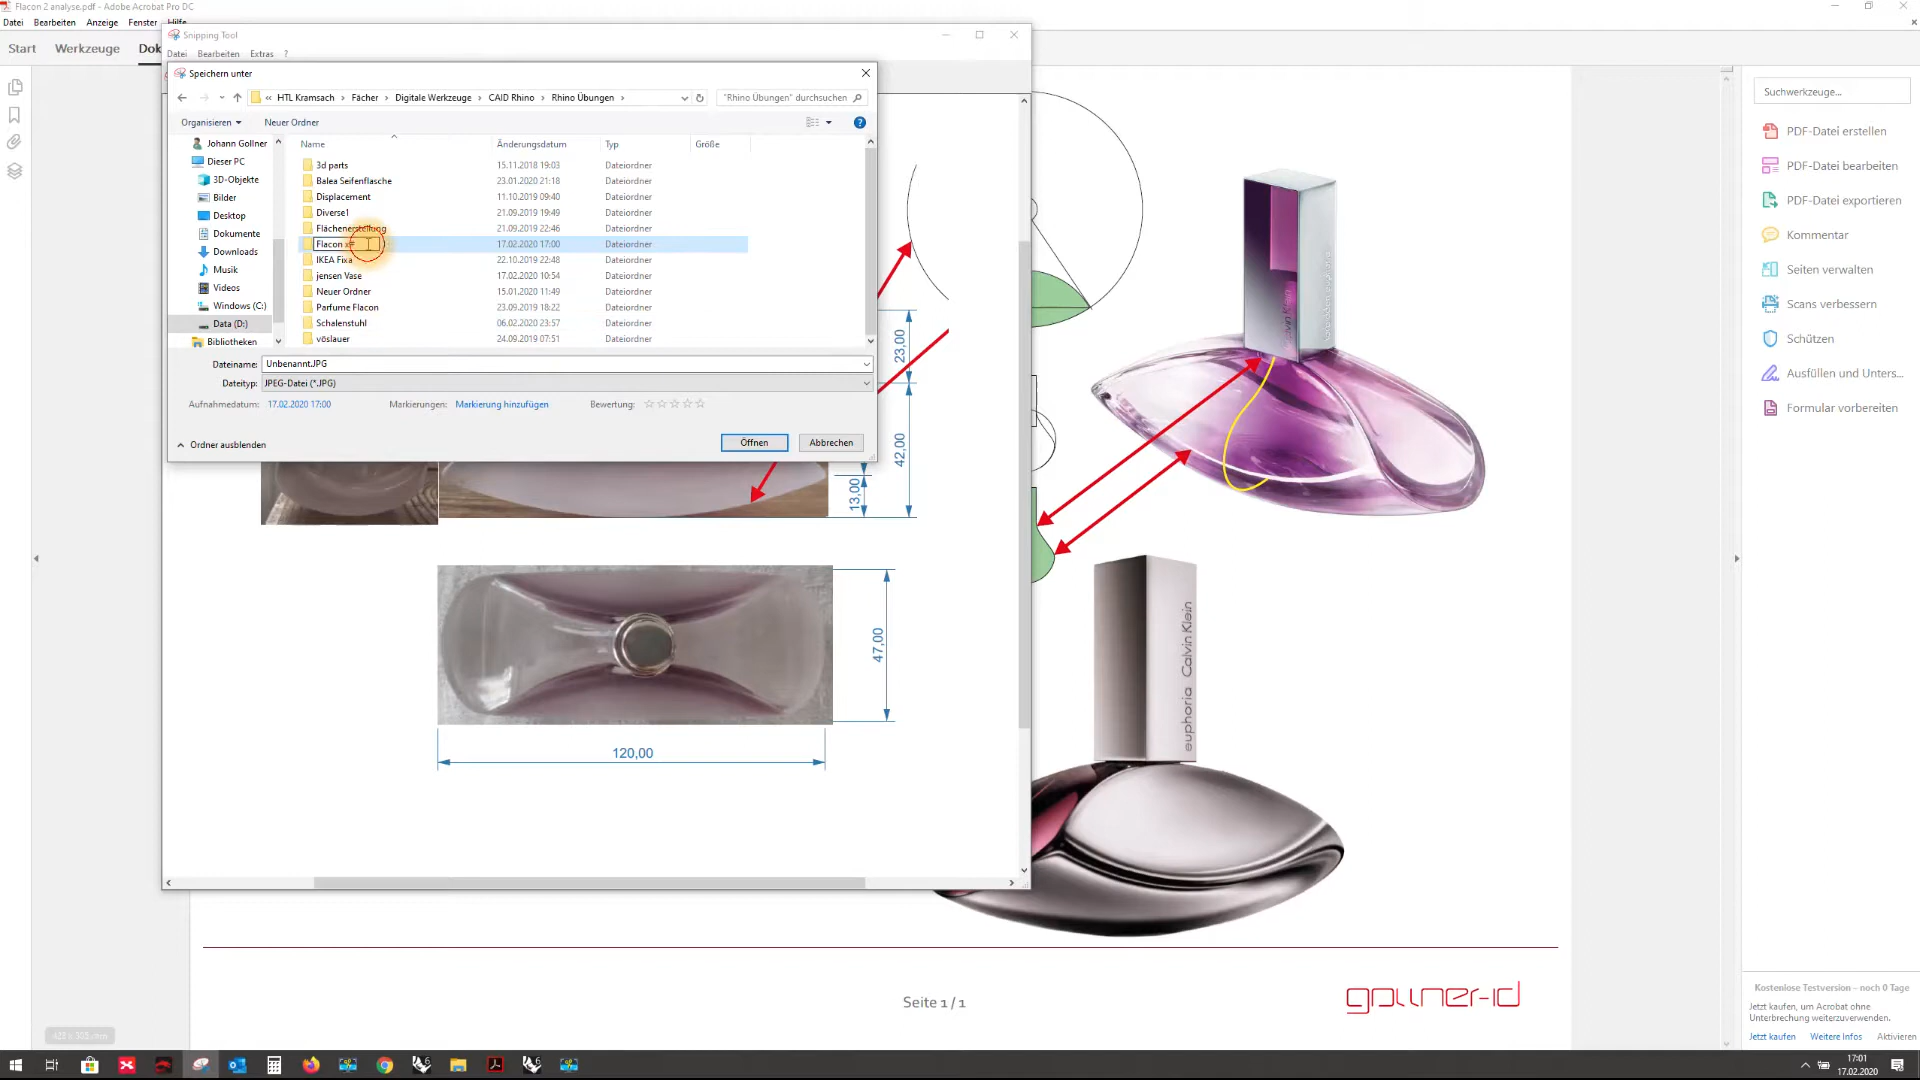 Flacon 2 analyse.pdf - Adobe Acrobat Pro DC
Datei Bearbeiten Anzeige Fenster Hilfe
Start Werkzeuge Dok
Snipping Tool
Datei Bearbeiten Extras ?
Speichern unter
« HTL Kramsach › Fächer › Digitale Werkzeuge › CAID Rhino › Rhino Übungen ›
"Rhino Übungen" durchsuchen
Organisieren Neuer Ordner
Johann Gollner
Dieser PC
3D-Objekte
Bilder
Desktop
Dokumente
Downloads
Musik
Videos
Windows (C:)
Data (D:)
Bibliotheken
Name Änderungsdatum Typ Größe
3d parts 15.11.2018 19:03 Dateiordner
Balea Seifenflasche 23.01.2020 21:18 Dateiordner
Displacement 11.10.2019 09:40 Dateiordner
Diverse1 21.09.2019 19:49 Dateiordner
Flächenerstellung 21.09.2019 22:46 Dateiordner
Flacon 17.02.2020 17:00 Dateiordner
IKEA Fixa 22.10.2019 22:48 Dateiordner
jensen Vase 17.02.2020 10:54 Dateiordner
Neuer Ordner 15.01.2020 11:49 Dateiordner
Parfume Flacon 23.09.2019 18:22 Dateiordner
Schalenstuhl 06.02.2020 23:57 Dateiordner
vöslauer 24.09.2019 07:51 Dateiordner
Dateiname: Unbenannt.JPG
Dateityp: JPEG-Datei (*.JPG)
Aufnahmedatum: 17.02.2020 17:00 Markierungen: Markierung hinzufügen Bewertung: ☆☆☆☆☆
Ordner ausblenden
Öffnen Abbrechen
23,00
42,00
13,00
47,00
120,00
Calvin Klein
euphoria Calvin Klein
Seite 1 / 1
gollner-id
Suchwerkzeuge...
PDF-Datei erstellen
PDF-Datei bearbeiten
PDF-Datei exportieren
Kommentar
Seiten verwalten
Scans verbessern
Schützen
Ausfüllen und Unters...
Formular vorbereiten
Kostenlose Testversion – noch 0 Tage
Jetzt kaufen, um Acrobat ohne
Unterbrechung weiterzuverwenden.
Jetzt kaufen Weitere Infos Aktivieren
17:01
17.02.2020